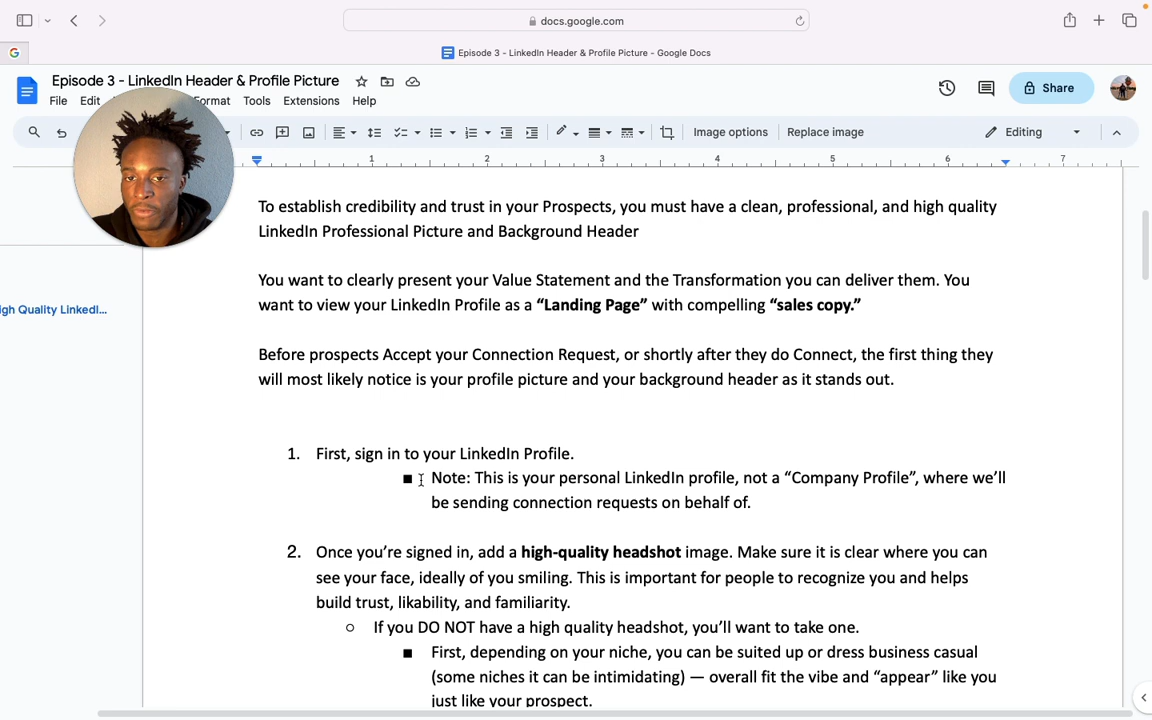 docs.google.com
Episode 3 - LinkedIn Header & Profile Picture - Google Docs
Episode 3 - LinkedIn Header & Profile Picture
File Edit Format Tools Extensions Help
Share
Image options Replace image Editing
1 2 3 4 5 6 7
To establish credibility and trust in your Prospects, you must have a clean, professional, and high quality
LinkedIn Professional Picture and Background Header
You want to clearly present your Value Statement and the Transformation you can deliver them. You
want to view your LinkedIn Profile as a “Landing Page” with compelling “sales copy.”
Before prospects Accept your Connection Request, or shortly after they do Connect, the first thing they
will most likely notice is your profile picture and your background header as it stands out.
1. First, sign in to your LinkedIn Profile.
■ Note: This is your personal LinkedIn profile, not a “Company Profile”, where we’ll
be sending connection requests on behalf of.
2. Once you’re signed in, add a high-quality headshot image. Make sure it is clear where you can
see your face, ideally of you smiling. This is important for people to recognize you and helps
build trust, likability, and familiarity.
○ If you DO NOT have a high quality headshot, you’ll want to take one.
■ First, depending on your niche, you can be suited up or dress business casual
(some niches it can be intimidating) — overall fit the vibe and “appear” like you
just like your prospect.
gh Quality LinkedI...